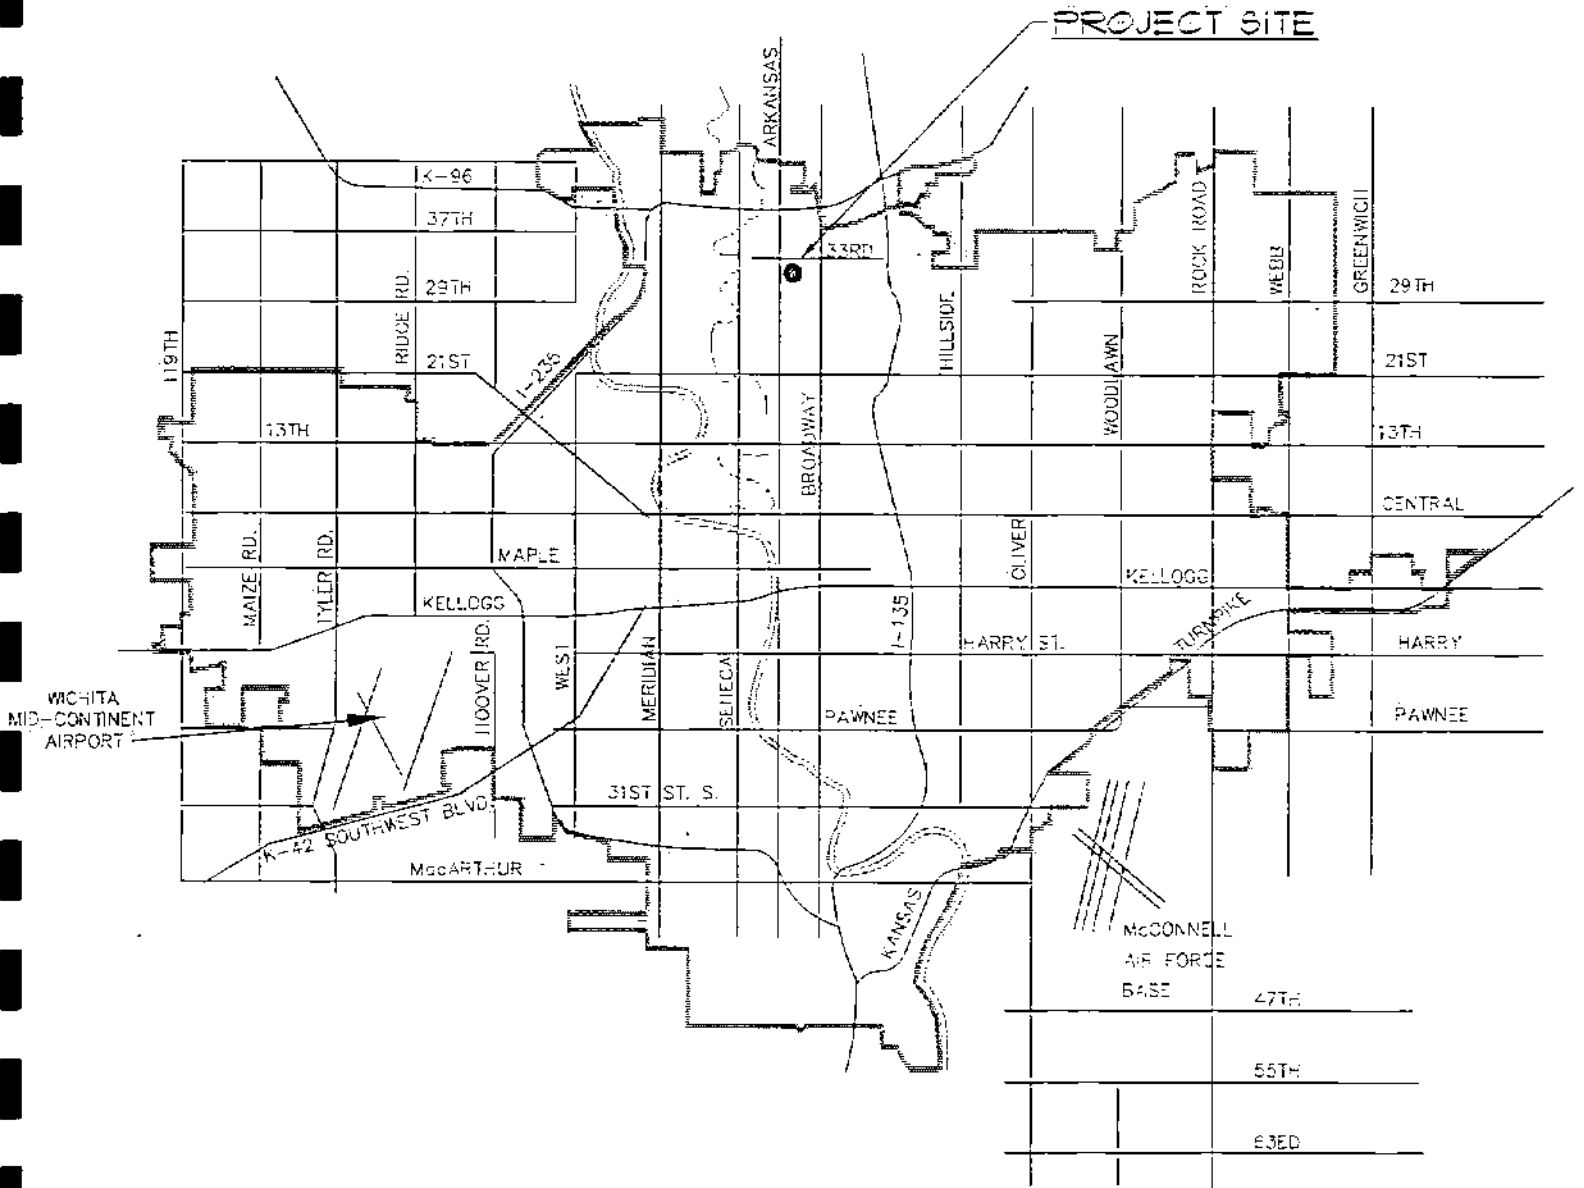 PROJECT SITE
ARKANSAS
K-96
37TH
33RD
ROCK ROAD
GREENWICH
WEBB
29TH
29TH
RIDGE RD.
HILLSIDE
119TH
21ST
I-235
21ST
WOODLAWN
13TH
BROADWAY
13TH
CENTRAL
MAIZE RD.
TYLER RD.
MAPLE
OLIVER
KELLOGG
KELLOGG
I-135
TURNPIKE
HOOVER RD.
WEST
MERIDIAN
SENECA
HARRY ST.
HARRY
WICHITA
MID-CONTINENT
AIRPORT
PAWNEE
PAWNEE
31ST ST. S.
K-42 SOUTHWEST BLVD.
MacARTHUR
KANSAS
McCONNELL
AIR FORCE
BASE
47TH
55TH
63ED